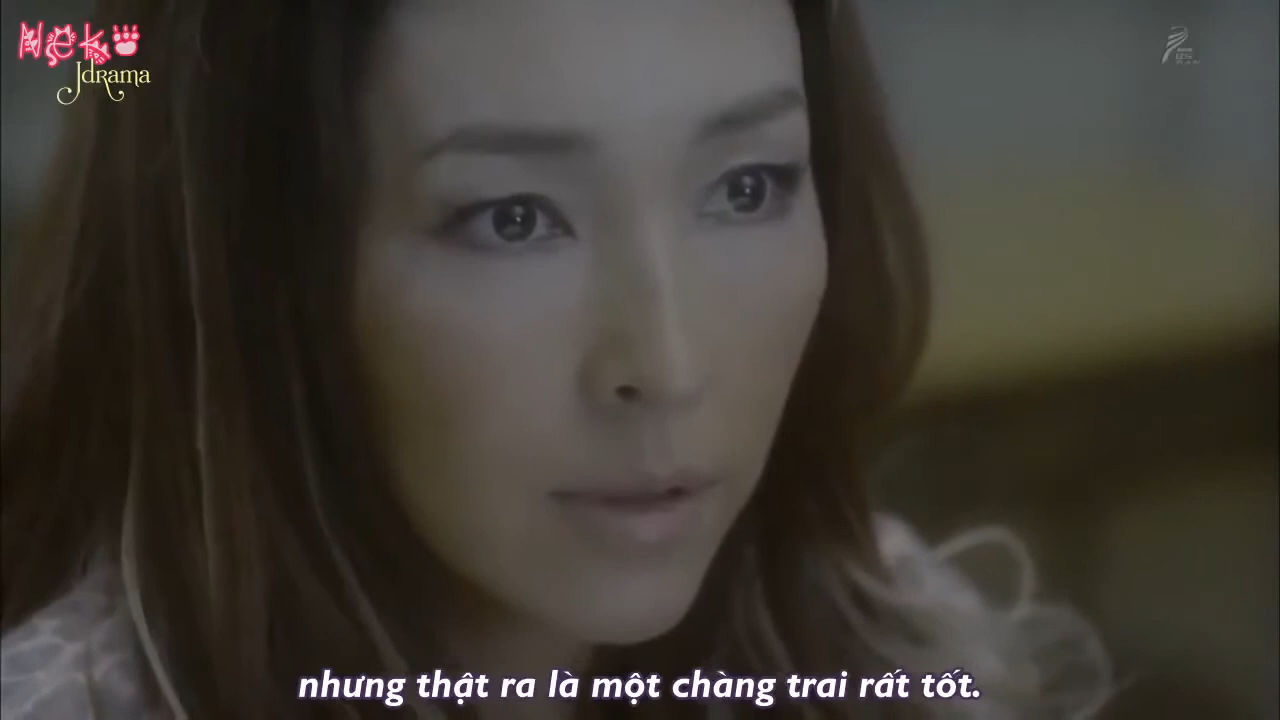 Neko
Jdrama
nhưng thật ra là một chàng trai rất tốt.